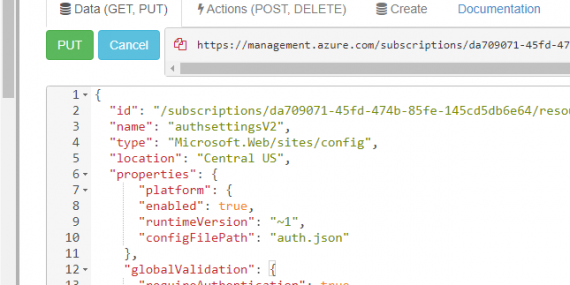 Data (GET, PUT) Actions (POST, DELETE) Create Documentation
PUT Cancel https://management.azure.com/subscriptions/da709071-45fd-47
1 {
2 "id": "/subscriptions/da709071-45fd-474b-85fe-145cd5db6e64/resou
3 "name": "authsettingsV2",
4 "type": "Microsoft.Web/sites/config",
5 "location": "Central US",
6 "properties": {
7 "platform": {
8 "enabled": true,
9 "runtimeVersion": "~1",
10 "configFilePath": "auth.json"
11 },
12 "globalValidation": {
13 "requireAuthentication": true